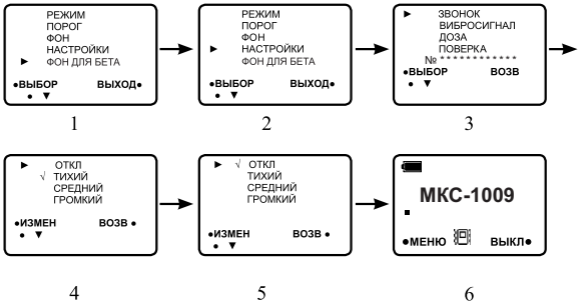 РЕЖИМ
ПОРОГ
ФОН
НАСТРОЙКИ
► ФОН ДЛЯ БЕТА
●ВЫБОР ВЫХОД●
● ▼
1
РЕЖИМ
ПОРОГ
ФОН
► НАСТРОЙКИ
ФОН ДЛЯ БЕТА
●ВЫБОР ВЫХОД●
● ▼
2
► ЗВОНОК
ВИБРОСИГНАЛ
ДОЗА
ПОВЕРКА
№ * * * * * * * * * * * *
●ВЫБОР ВОЗВ
● ▼
3
► ОТКЛ
√ ТИХИЙ
СРЕДНИЙ
ГРОМКИЙ
●ИЗМЕН ВОЗВ ●
● ▼
4
► √ ОТКЛ
ТИХИЙ
СРЕДНИЙ
ГРОМКИЙ
●ИЗМЕН ВОЗВ ●
● ▼
5
МКС-1009
●МЕНЮ ВЫКЛ●
6